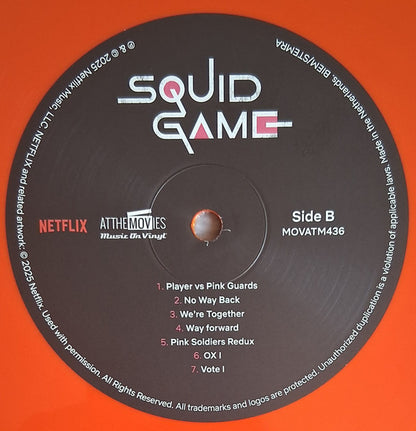 ℗ & © 2025 Netflix Music, LLC. NETFLIX and related artwork: © 2025 Netflix. Used with permission. All Rights Reserved. All trademarks and logos are protected. Unauthorized duplication is a violation of applicable laws. Made in the Netherlands. BIEM/STEMRA
SQUID
GAME
NETFLIX
ATTHEMOVIES
Music On Vinyl
Side B
MOVATM436
1. Player vs Pink Guards
2. No Way Back
3. We're Together
4. Way forward
5. Pink Soldiers Redux
6. OX I
7. Vote I